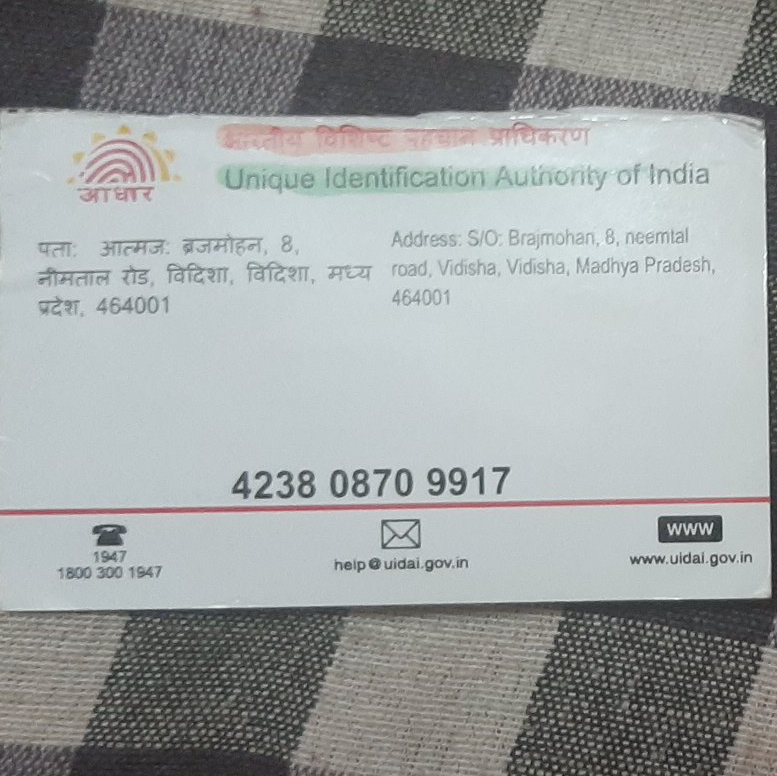 भारतीय विशिष्ट पहचान प्राधिकरण
Unique Identification Authority of India
आधार
पता: आत्मज: ब्रजमोहन, 8,
नीमताल रोड, विदिशा, विदिशा, मध्य
प्रदेश, 464001
Address: S/O: Brajmohan, 8, neemtal
road, Vidisha, Vidisha, Madhya Pradesh,
464001
4238 0870 9917
1947
1800 300 1947
help@uidai.gov.in
www
www.uidai.gov.in